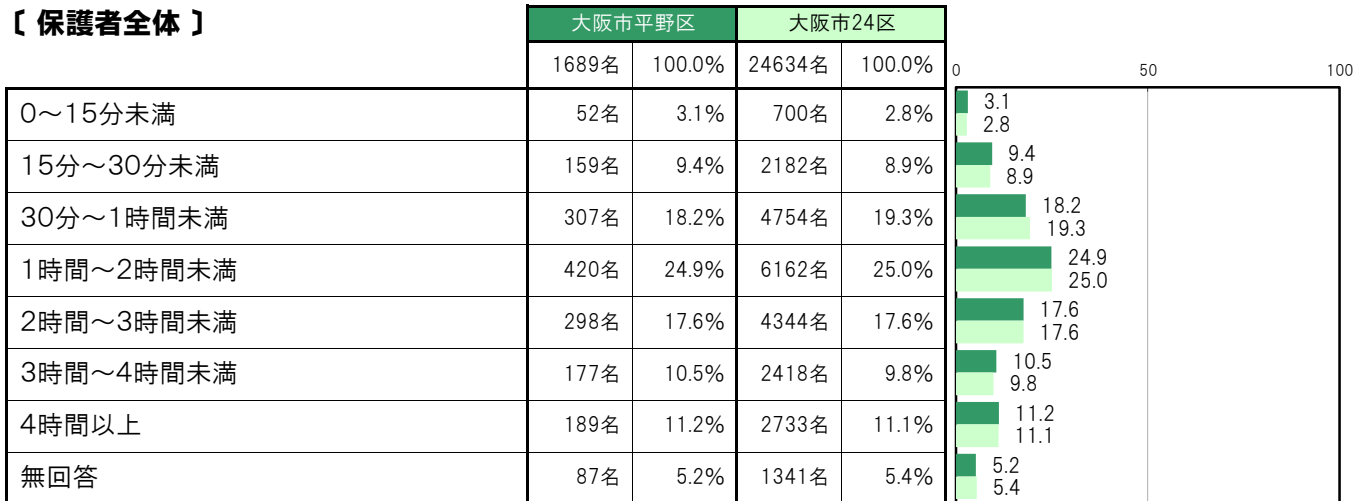 〔 保護者全体 〕
大阪市平野区 大阪市24区
1689名 100.0% 24634名 100.0%
0 50 100
0～15分未満 52名 3.1% 700名 2.8% 3.1
2.8
15分～30分未満 159名 9.4% 2182名 8.9% 9.4
8.9
30分～1時間未満 307名 18.2% 4754名 19.3% 18.2
19.3
1時間～2時間未満 420名 24.9% 6162名 25.0% 24.9
25.0
2時間～3時間未満 298名 17.6% 4344名 17.6% 17.6
17.6
3時間～4時間未満 177名 10.5% 2418名 9.8% 10.5
9.8
4時間以上 189名 11.2% 2733名 11.1% 11.2
11.1
無回答 87名 5.2% 1341名 5.4% 5.2
5.4